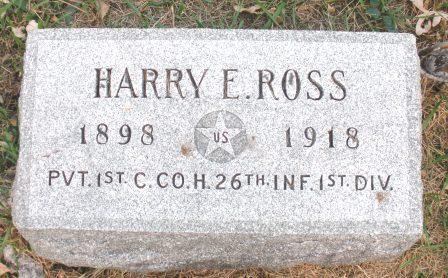 HARRY E. ROSS
1898 US 1918
PVT. 1ST. C. CO. H. 26TH. INF. 1ST. DIV.